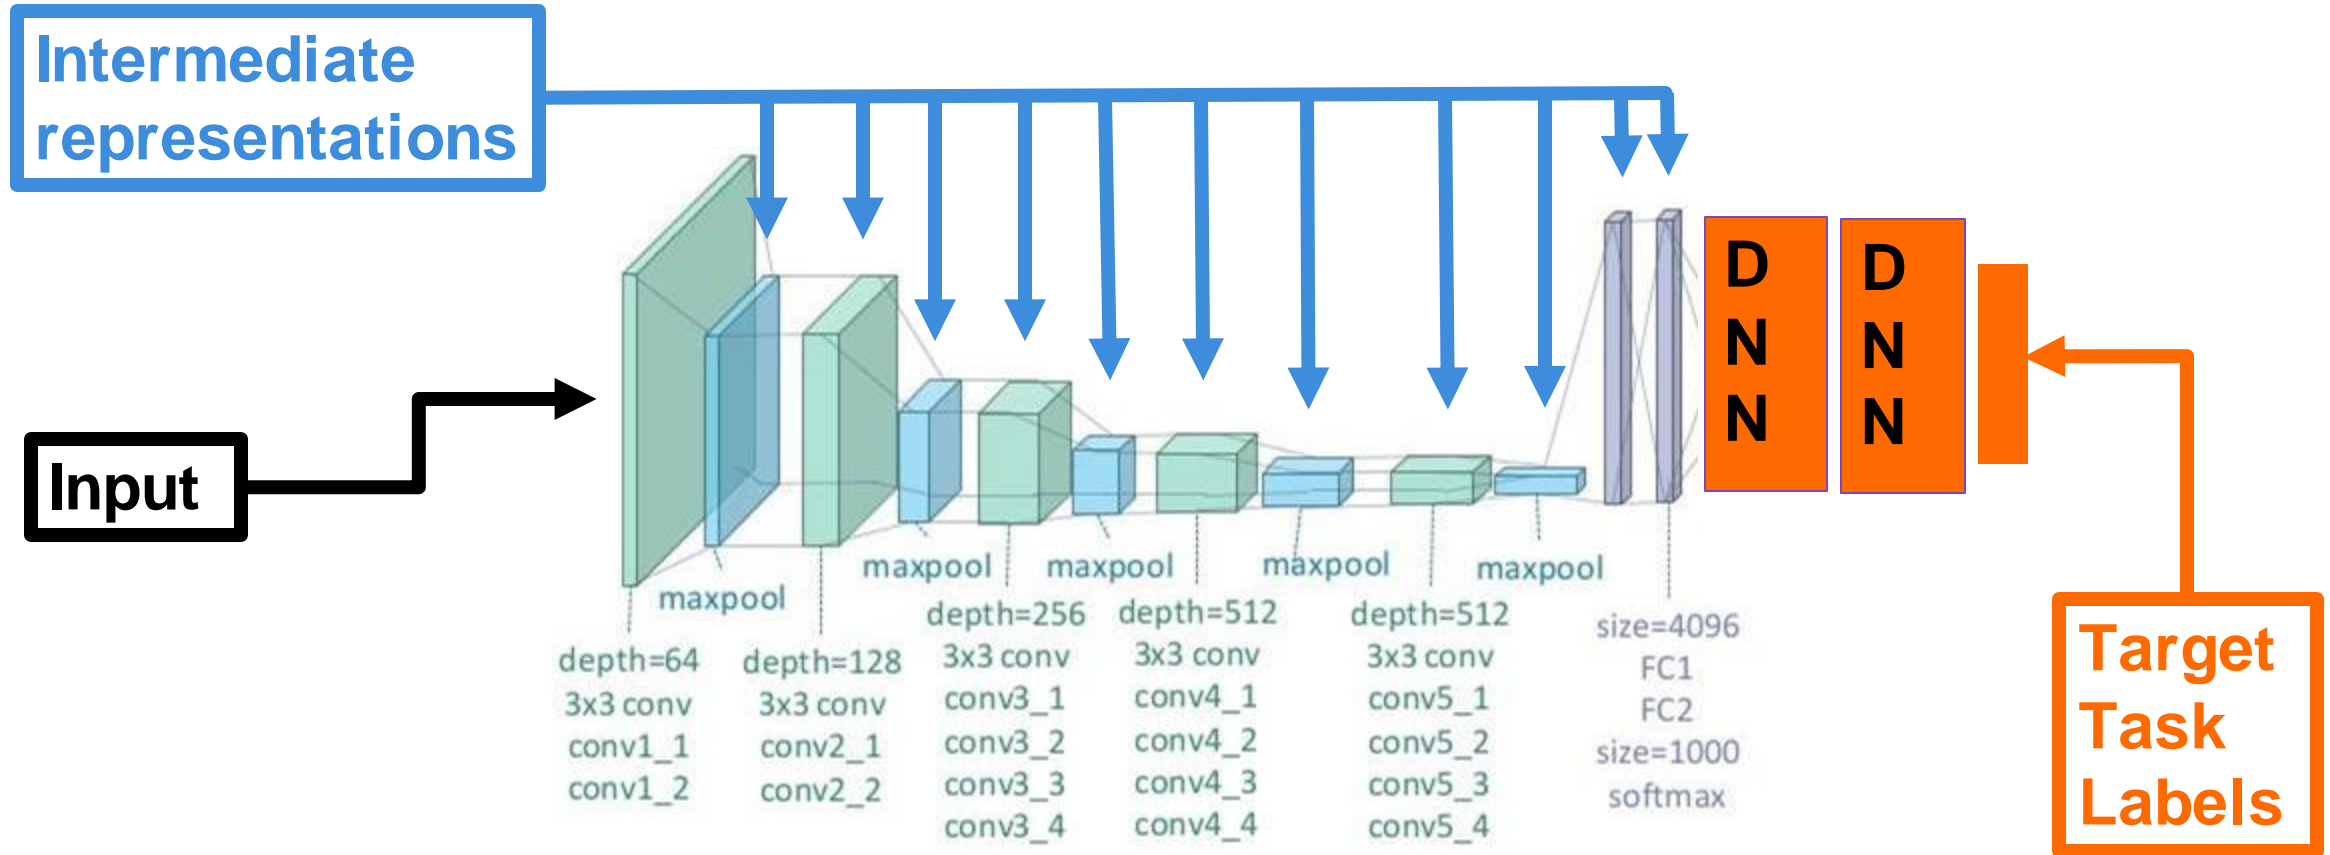 Intermediate
representations
Input
D
N
N
D
N
N
maxpool
maxpool
maxpool
maxpool
maxpool
depth=64
3x3 conv
conv1_1
conv1_2
depth=128
3x3 conv
conv2_1
conv2_2
depth=256
3x3 conv
conv3_1
conv3_2
conv3_3
conv3_4
depth=512
3x3 conv
conv4_1
conv4_2
conv4_3
conv4_4
depth=512
3x3 conv
conv5_1
conv5_2
conv5_3
conv5_4
size=4096
FC1
FC2
size=1000
softmax
Target
Task
Labels